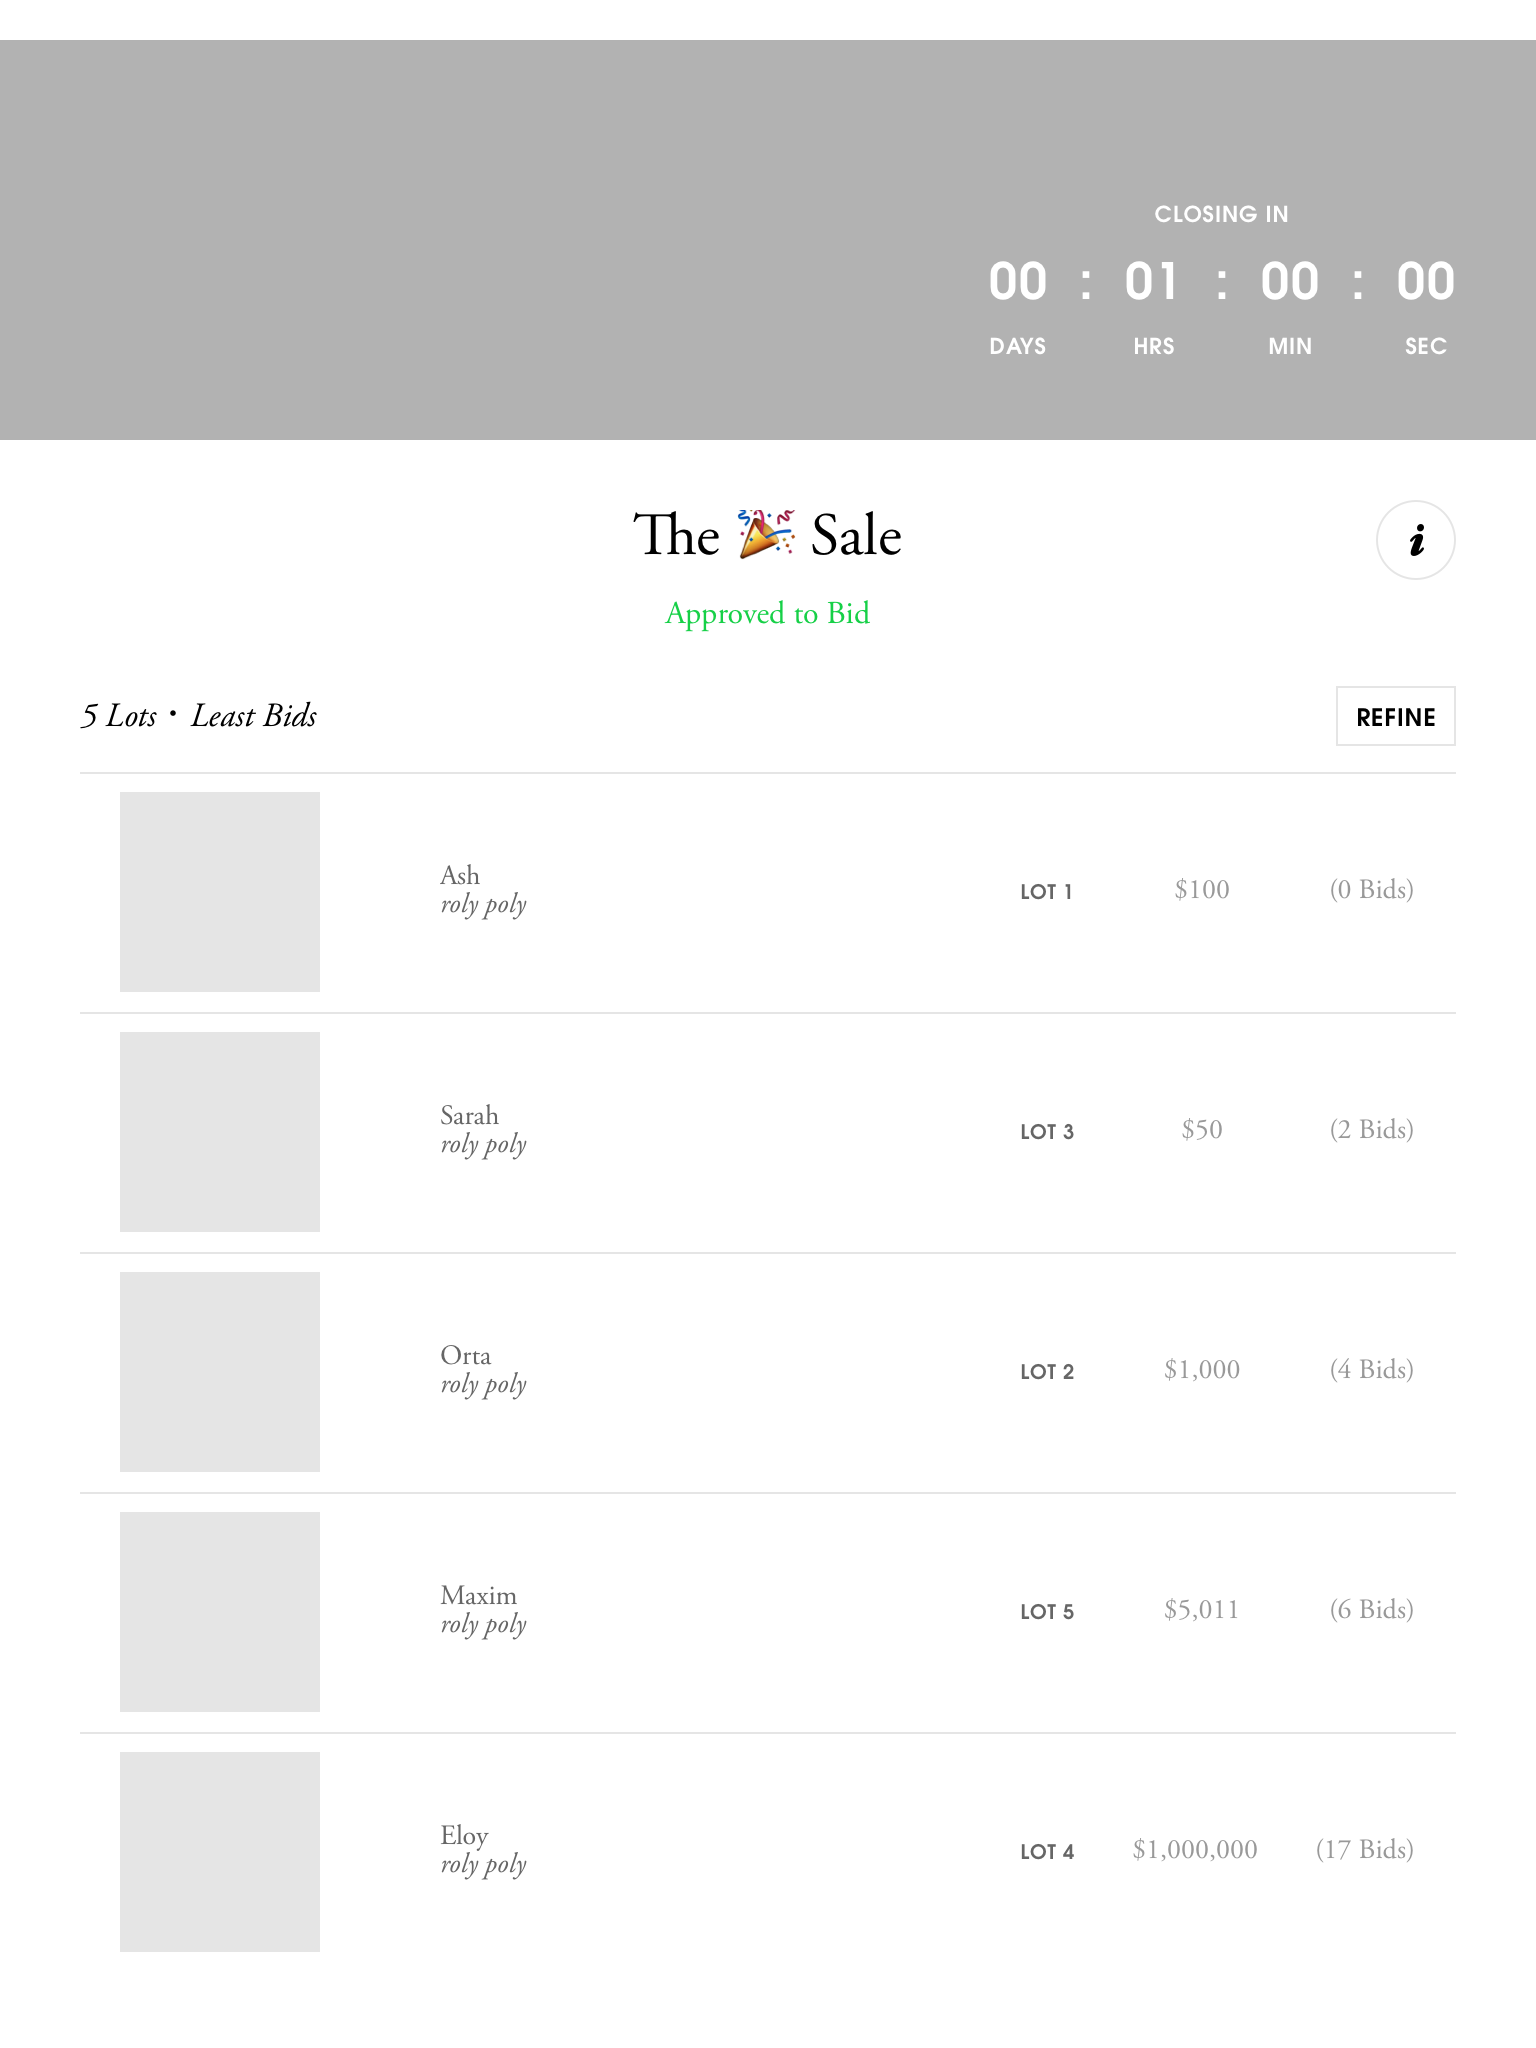 CLOSING IN
00 : 01 : 00 : 00
DAYS HRS MIN SEC
The 🎉 Sale
i
Approved to Bid
5 Lots • Least Bids
REFINE
Ash
roly poly
LOT 1 $100 (0 Bids)
Sarah
roly poly
LOT 3 $50 (2 Bids)
Orta
roly poly
LOT 2 $1,000 (4 Bids)
Maxim
roly poly
LOT 5 $5,011 (6 Bids)
Eloy
roly poly
LOT 4 $1,000,000 (17 Bids)